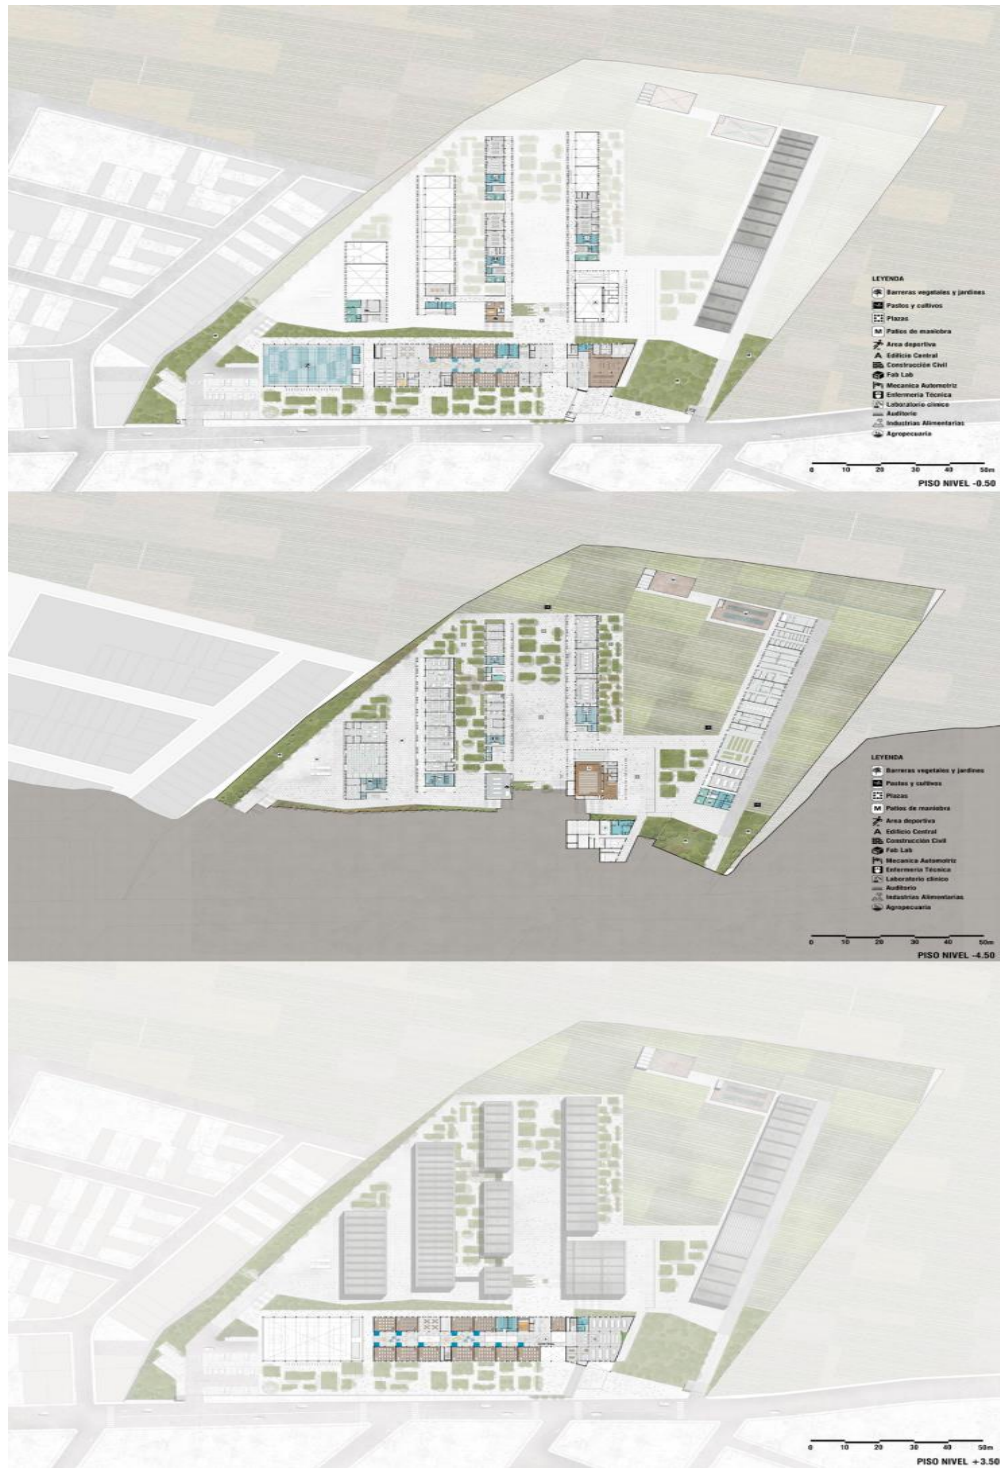 LEYENDA
Barreras vegetales y jardines
Pastos y cultivos
Plazas
M Patios de maniobra
Area deportiva
A Edificio Central
Construcción Civil
Fab Lab
Mecanica Automotriz
Enfermería Técnica
Laboratorio clínico
Auditorio
Industrias Alimentarias
Agropecuaria
0 10 20 30 40 50m
PISO NIVEL -0.50
LEYENDA
Barreras vegetales y jardines
Pastos y cultivos
Plazas
M Patios de maniobra
Area deportiva
A Edificio Central
Construcción Civil
Fab Lab
Mecanica Automotriz
Enfermería Técnica
Laboratorio clínico
Auditorio
Industrias Alimentarias
Agropecuaria
0 10 20 30 40 50m
PISO NIVEL -4.50
0 10 20 30 40 50m
PISO NIVEL +3.50